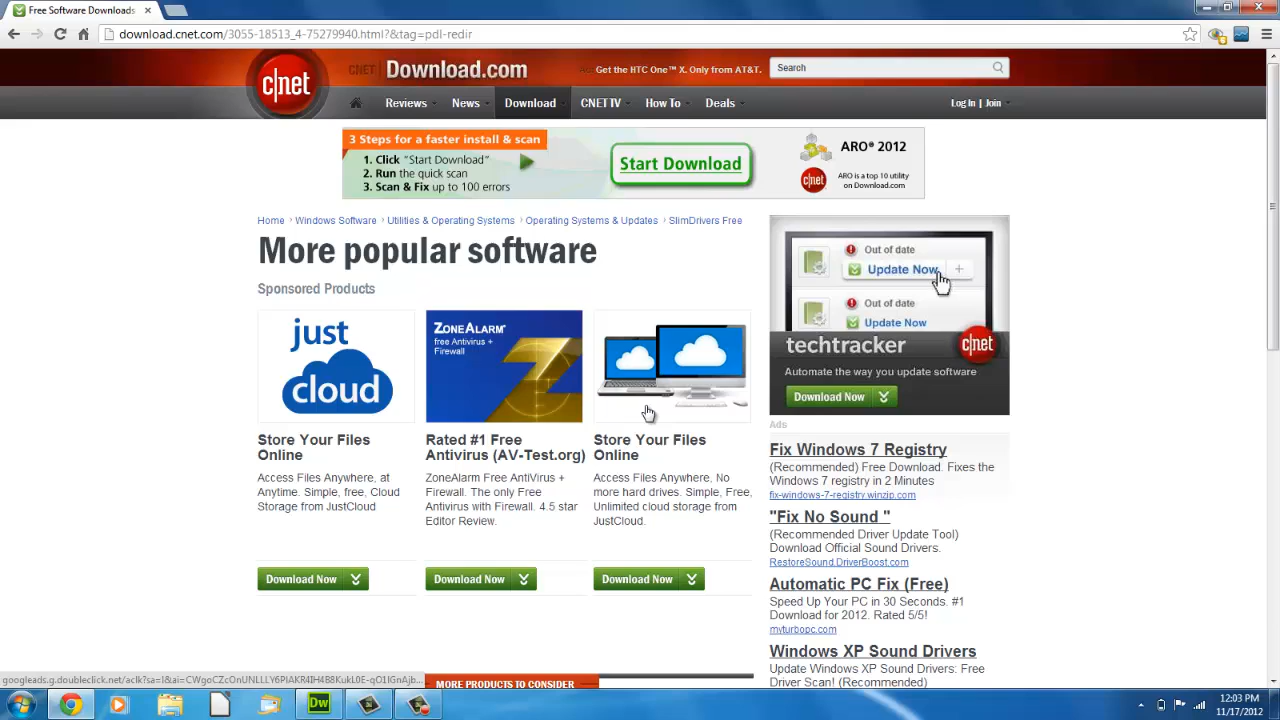 Free Software Downloads
download.cnet.com/3055-18513_4-75279940.html?&tag=pdl-redir
c|net
CNET
Download.com
Get the HTC One™ X. Only from AT&T.
Search
Reviews
News
Download
CNET TV
How To
Deals
Log In | Join
3 Steps for a faster install & scan
1. Click "Start Download"
2. Run the quick scan
3. Scan & Fix up to 100 errors
Start Download
ARO® 2012
c|net
ARO is a top 10 utility
on Download.com
Home › Windows Software › Utilities & Operating Systems › Operating Systems & Updates › SlimDrivers Free
More popular software
Sponsored Products
just
cloud
Store Your Files
Online
Access Files Anywhere, at
Anytime. Simple, free, Cloud
Storage from JustCloud
Download Now
ZONEALARM®
free Antivirus +
Firewall
Rated #1 Free
Antivirus (AV-Test.org)
ZoneAlarm Free AntiVirus +
Firewall. The only Free
Antivirus with Firewall. 4.5 star
Editor Review.
Download Now
Store Your Files
Online
Access Files Anywhere, No
more hard drives. Simple, Free,
Unlimited cloud storage from
JustCloud.
Download Now
MORE PRODUCTS TO CONSIDER
Out of date
Update Now
Out of date
Update Now
techtracker
c|net
Automate the way you update software
Download Now
Ads
Fix Windows 7 Registry
(Recommended) Free Download. Fixes the
Windows 7 registry in 2 Minutes
fix-windows-7-registry.winzip.com
"Fix No Sound "
(Recommended Driver Update Tool)
Download Official Sound Drivers.
RestoreSound.DriverBoost.com
Automatic PC Fix (Free)
Speed Up Your PC in 30 Seconds. #1
Download for 2012. Rated 5/5!
myturbopc.com
Windows XP Sound Drivers
Update Windows XP Sound Drivers: Free
Driver Scan! (Recommended)
Dw
12:03 PM
11/17/2012